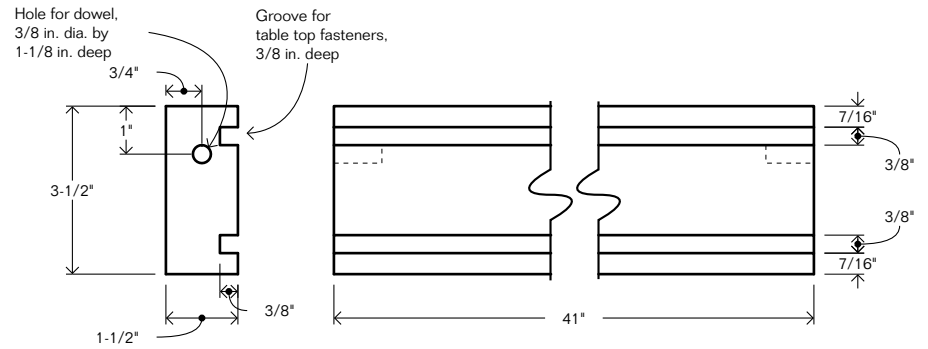 Hole for dowel,
3/8 in. dia. by
1-1/8 in. deep
Groove for
table top fasteners,
3/8 in. deep
3/4"
1"
3-1/2"
7/16"
3/8"
3/8"
7/16"
3/8"
1-1/2"
41"